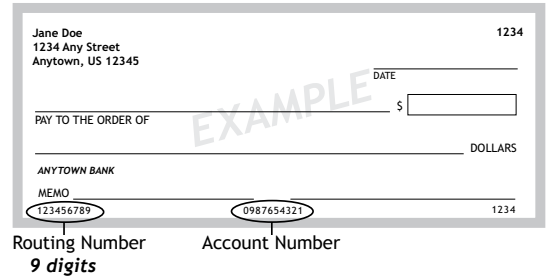 Jane Doe 1234
1234 Any Street
Anytown, US 12345
DATE
EXAMPLE
$
PAY TO THE ORDER OF
DOLLARS
ANYTOWN BANK
MEMO
123456789 0987654321 1234
Routing Number Account Number
9 digits